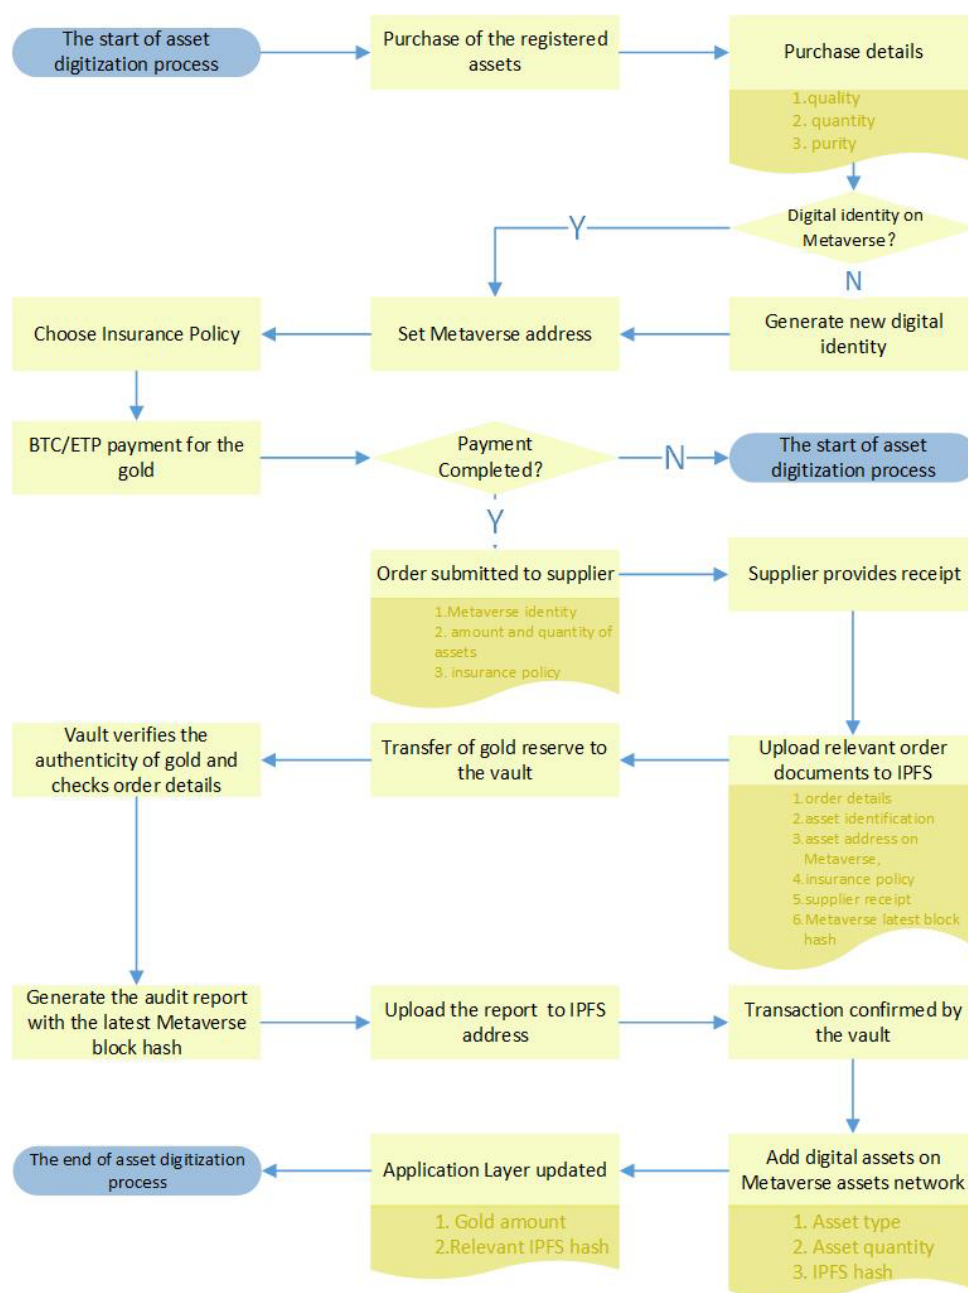 The start of asset
digitization process
Purchase of the registered
assets
Purchase details
1.quality
2. quantity
3. purity
Digital identity on
Metaverse?
Y
N
Choose Insurance Policy
Set Metaverse address
Generate new digital
identity
BTC/ETP payment for the
gold
Payment
Completed?
N
The start of asset
digitization process
Y
Order submitted to supplier
1.Metaverse identity
2. amount and quantity of
assets
3. insurance policy
Supplier provides receipt
Vault verifies the
authenticity of gold and
checks order details
Transfer of gold reserve to
the vault
Upload relevant order
documents to IPFS
1.order details
2.asset identification
3.asset address on
Metaverse,
4.insurance policy
5.supplier receipt
6.Metaverse latest block
hash
Generate the audit report
with the latest Metaverse
block hash
Upload the report to IPFS
address
Transaction confirmed by
the vault
The end of asset digitization
process
Application Layer updated
1. Gold amount
2.Relevant IPFS hash
Add digital assets on
Metaverse assets network
1. Asset type
2. Asset quantity
3. IPFS hash